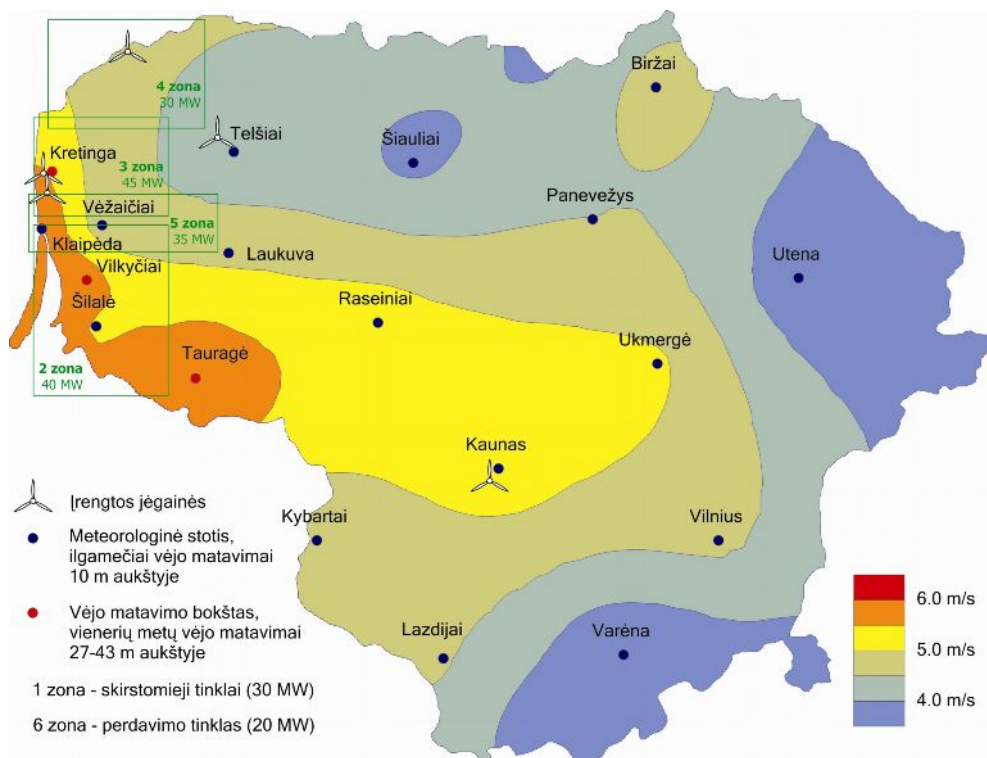 4 zona
30 MW
Biržai
Telšiai
Šiauliai
Kretinga
3 zona
45 MW
Panevežys
Vėžaičiai
5 zona
35 MW
Klaipėda
Laukuva
Utena
Vilkyčiai
Šilalė
Raseiniai
Ukmergė
Tauragė
2 zona
40 MW
Kaunas
Įrengtos jėgainės
Kybartai
Vilnius
Meteorologinė stotis,
ilgamečiai vėjo matavimai
10 m aukštyje
6.0 m/s
Vėjo matavimo bokštas,
vienerių metų vėjo matavimai
27-43 m aukštyje
Lazdijai
Varėna
5.0 m/s
1 zona - skirstomieji tinklai (30 MW)
4.0 m/s
6 zona - perdavimo tinklas (20 MW)